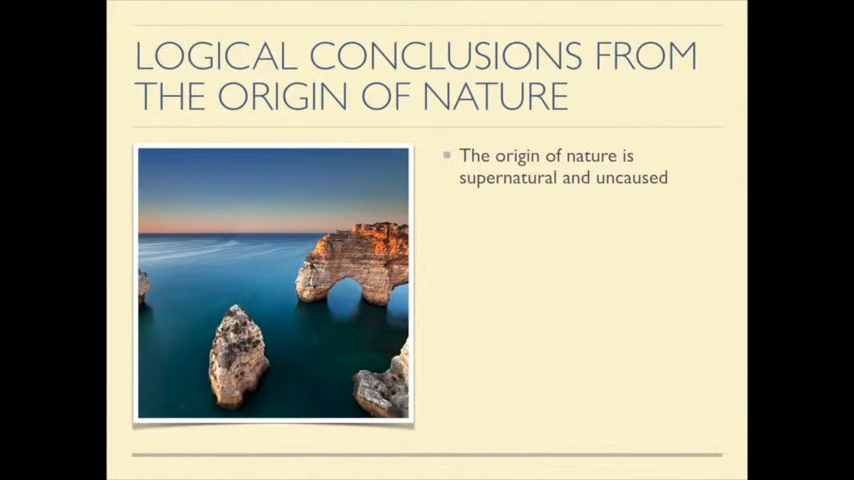 LOGICAL CONCLUSIONS FROM
THE ORIGIN OF NATURE
The origin of nature is
supernatural and uncaused